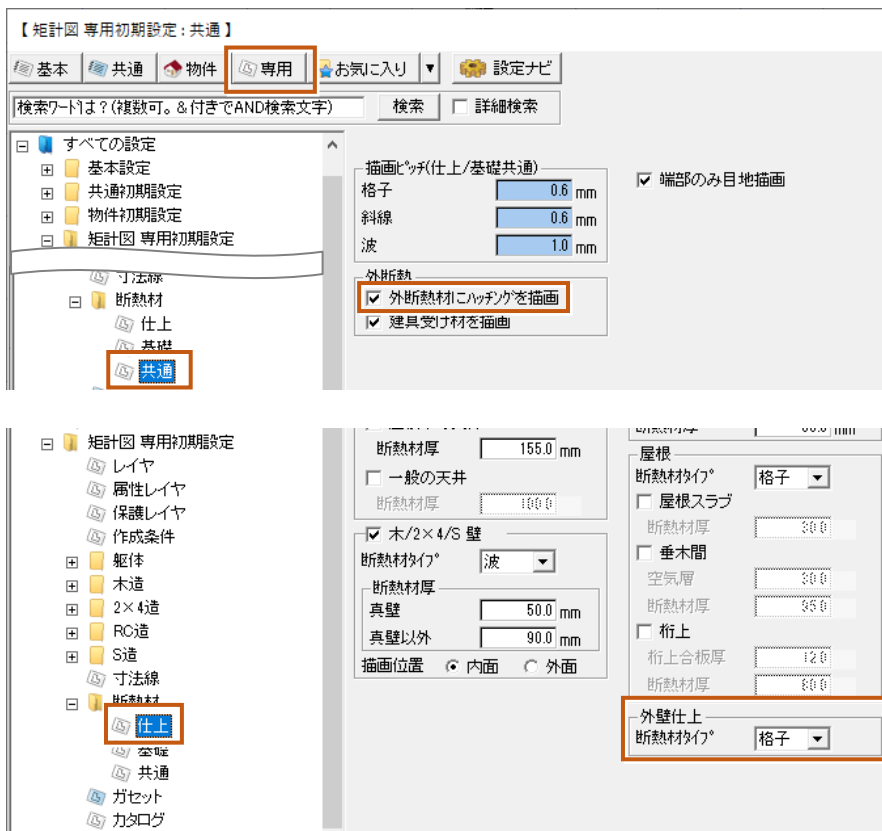 【 矩計図 専用初期設定 : 共通 】
基本 共通 物件 専用 お気に入り ▼ 設定ナビ
検索ワードは？(複数可。＆付きでAND検索文字) 検索 詳細検索
すべての設定
基本設定
共通初期設定
物件初期設定
矩計図 専用初期設定
寸法線
断熱材
仕上
基礎
共通
描画ﾋﾟｯﾁ(仕上/基礎共通)
格子 0.6 mm
斜線 0.6 mm
波 1.0 mm
端部のみ目地描画
外断熱
外断熱材にﾊｯﾁﾝｸﾞを描画
建具受け材を描画
矩計図 専用初期設定
レイヤ
属性レイヤ
保護レイヤ
作成条件
躯体
木造
2×4造
RC造
S造
寸法線
断熱材
仕上
基礎
共通
ガセット
カタログ
断熱材厚 155.0 mm
一般の天井
断熱材厚 100.0
木/2×4/S 壁
断熱材ﾀｲﾌﾟ 波
断熱材厚
真壁 50.0 mm
真壁以外 90.0 mm
描画位置 内面 外面
断熱材厚 mm
屋根
断熱材ﾀｲﾌﾟ 格子
屋根スラブ
断熱材厚 30.0
垂木間
空気層 30.0
断熱材厚
桁上
桁上合板厚 12.0
断熱材厚
外壁仕上
断熱材ﾀｲﾌﾟ 格子